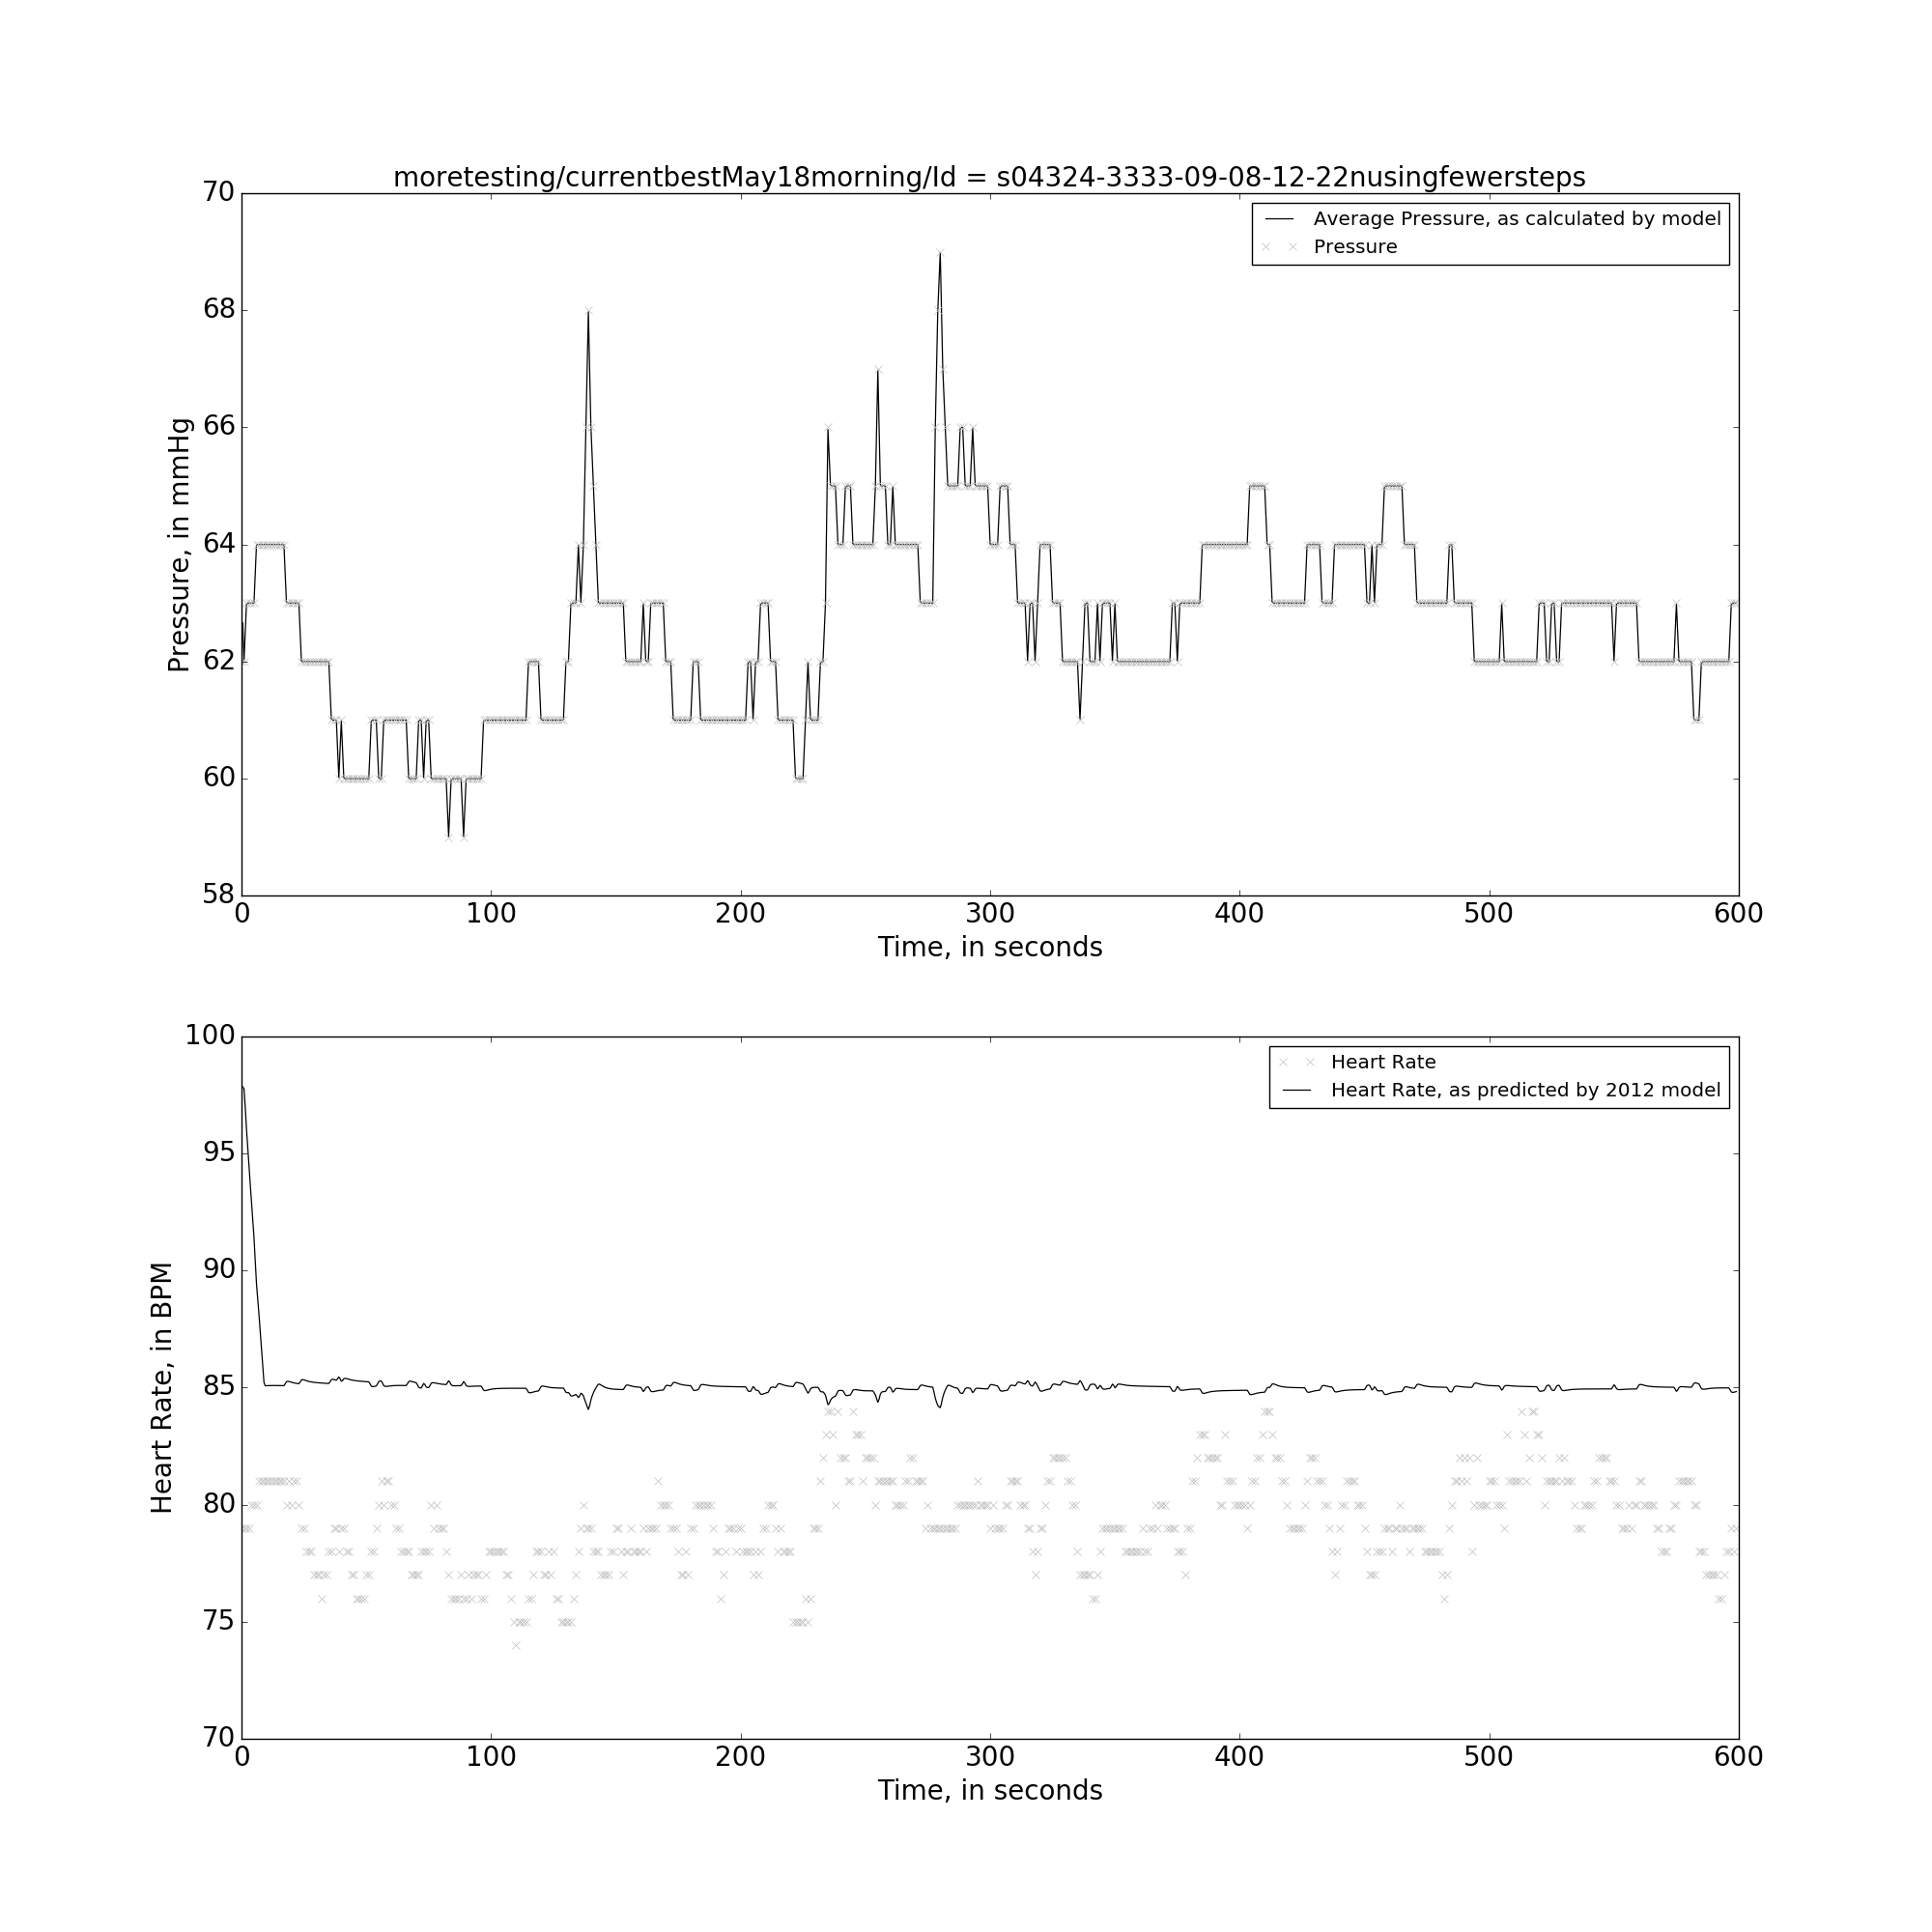 moretesting/currentbestMay18morning/Id = s04324-3333-09-08-12-22nusingfewersteps
70
68
66
64
62
60
58
Pressure, in mmHg
Average Pressure, as calculated by model
Pressure
0 100 200 300 400 500 600
Time, in seconds
100
95
90
85
80
75
70
Heart Rate, in BPM
Heart Rate
Heart Rate, as predicted by 2012 model
0 100 200 300 400 500 600
Time, in seconds